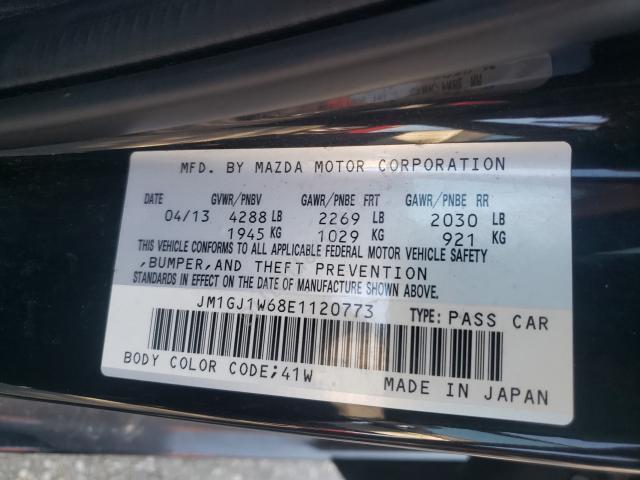 MFD. BY MAZDA MOTOR CORPORATION
DATE GVWR/PNBV GAWR/PNBE FRT GAWR/PNBE RR
04/13 4288 LB 2269 LB 2030 LB
1945 KG 1029 KG 921 KG
THIS VEHICLE CONFORMS TO ALL APPLICABLE FEDERAL MOTOR VEHICLE SAFETY
,BUMPER,AND THEFT PREVENTION
STANDARDS IN EFFECT ON THE DATE OF MANUFACTURE SHOWN ABOVE.
JM1GJ1W68E1120773 TYPE: PASS CAR
BODY COLOR CODE;41W MADE IN JAPAN